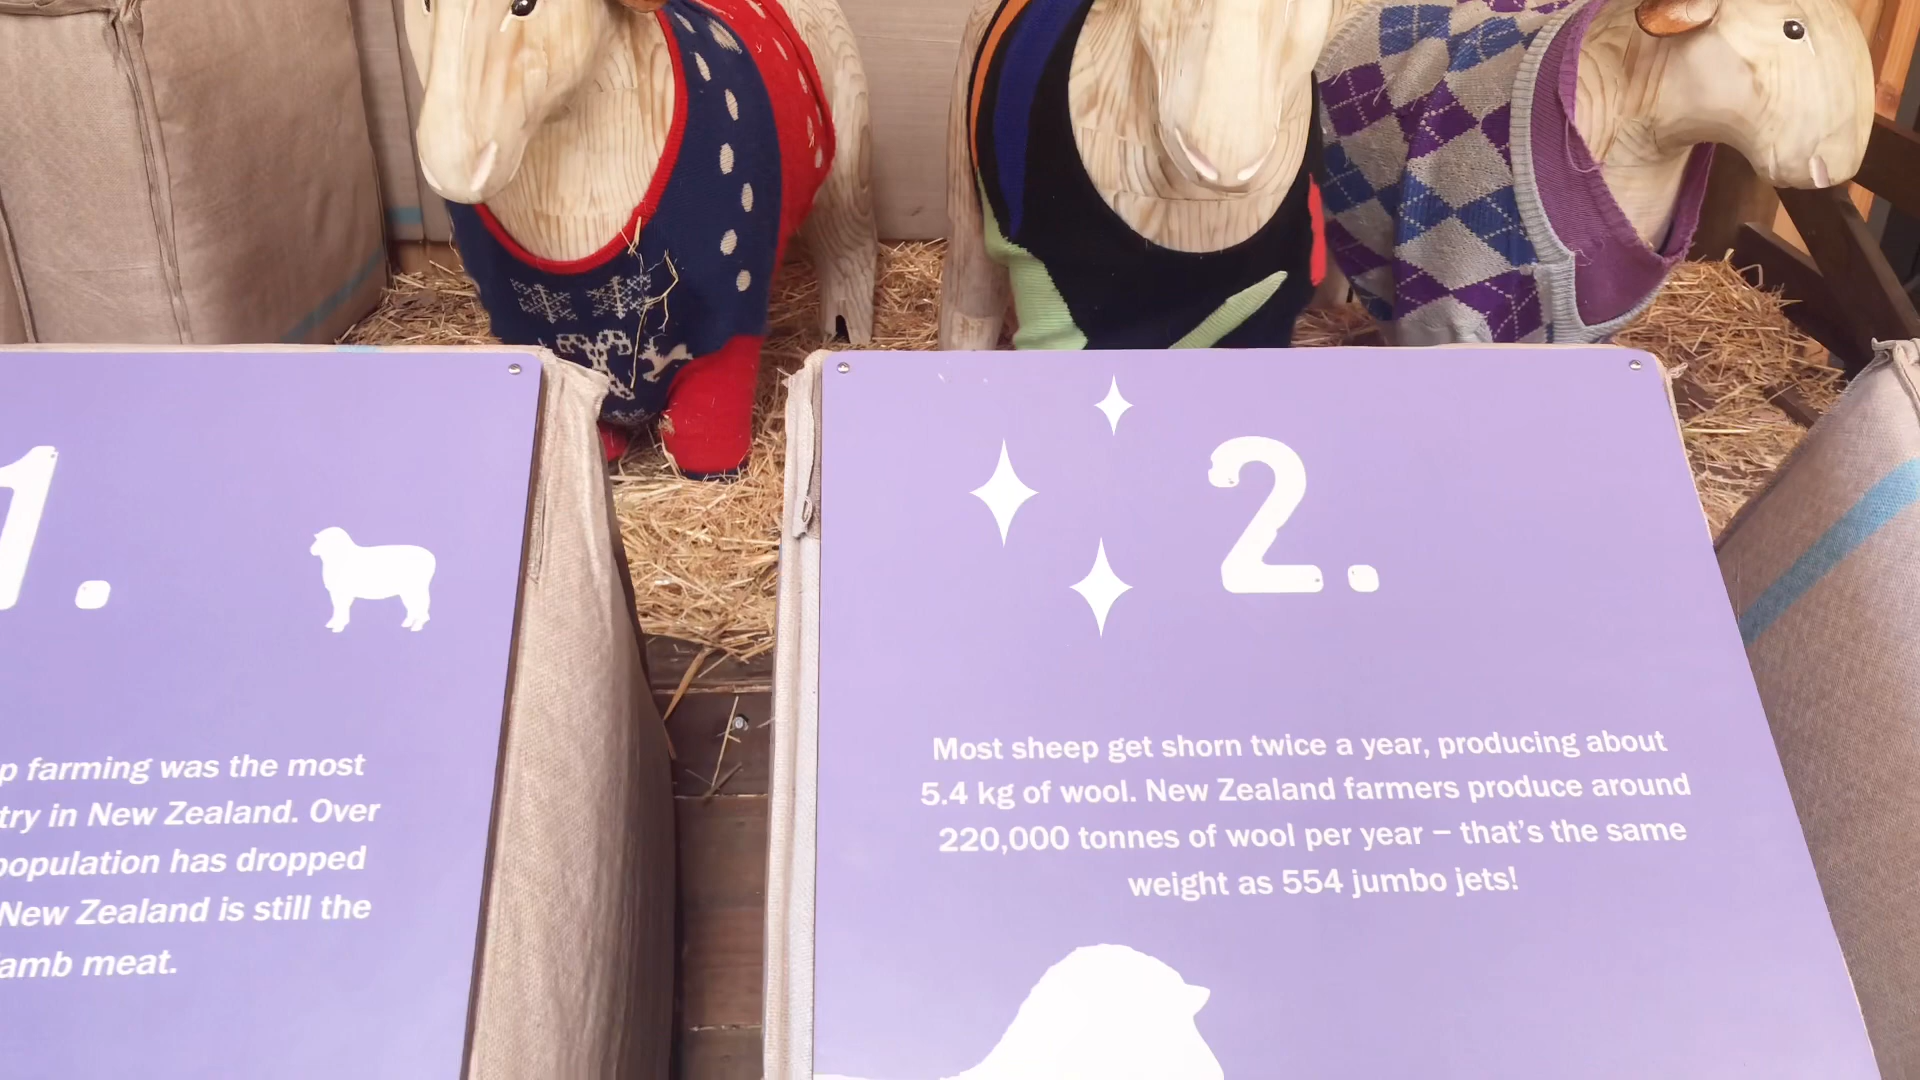 1.
farming was the most
in New Zealand. Over
population has dropped
New Zealand is still the
meat.
2.
Most sheep get shorn twice a year, producing about
5.4 kg of wool. New Zealand farmers produce around
220,000 tonnes of wool per year – that's the same
weight as 554 jumbo jets!